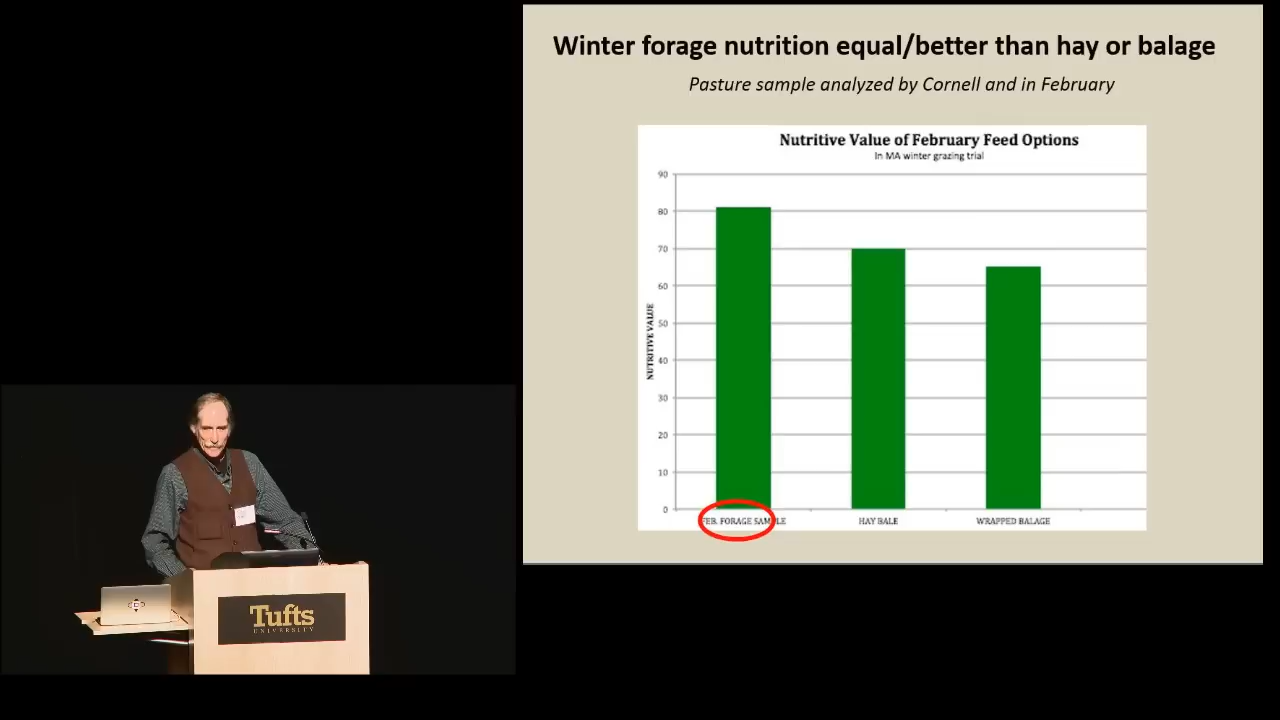 Winter forage nutrition equal/better than hay or balage
Pasture sample analyzed by Cornell and in February
Nutritive Value of February Feed Options
In MA winter grazing trial
NUTRITIVE VALUE
90
80
70
60
50
40
30
20
10
0
FEB. FORAGE SAMPLE
HAY BALE
WRAPPED BALAGE
Tufts
UNIVERSITY